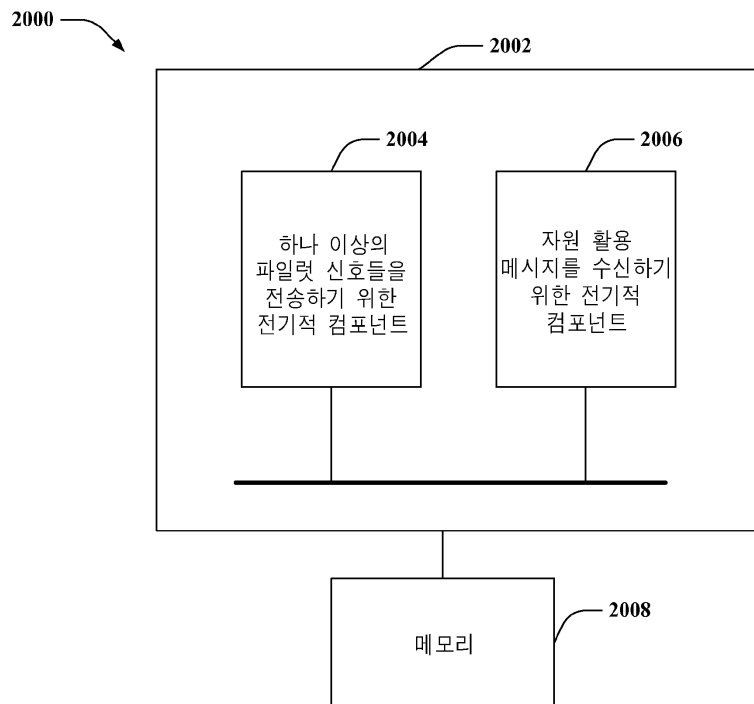 2000
2002
2004
2006
하나 이상의
파일럿 신호들을
전송하기 위한
전기적 컴포넌트
자원 활용
메시지를 수신하기
위한 전기적
컴포넌트
2008
메모리